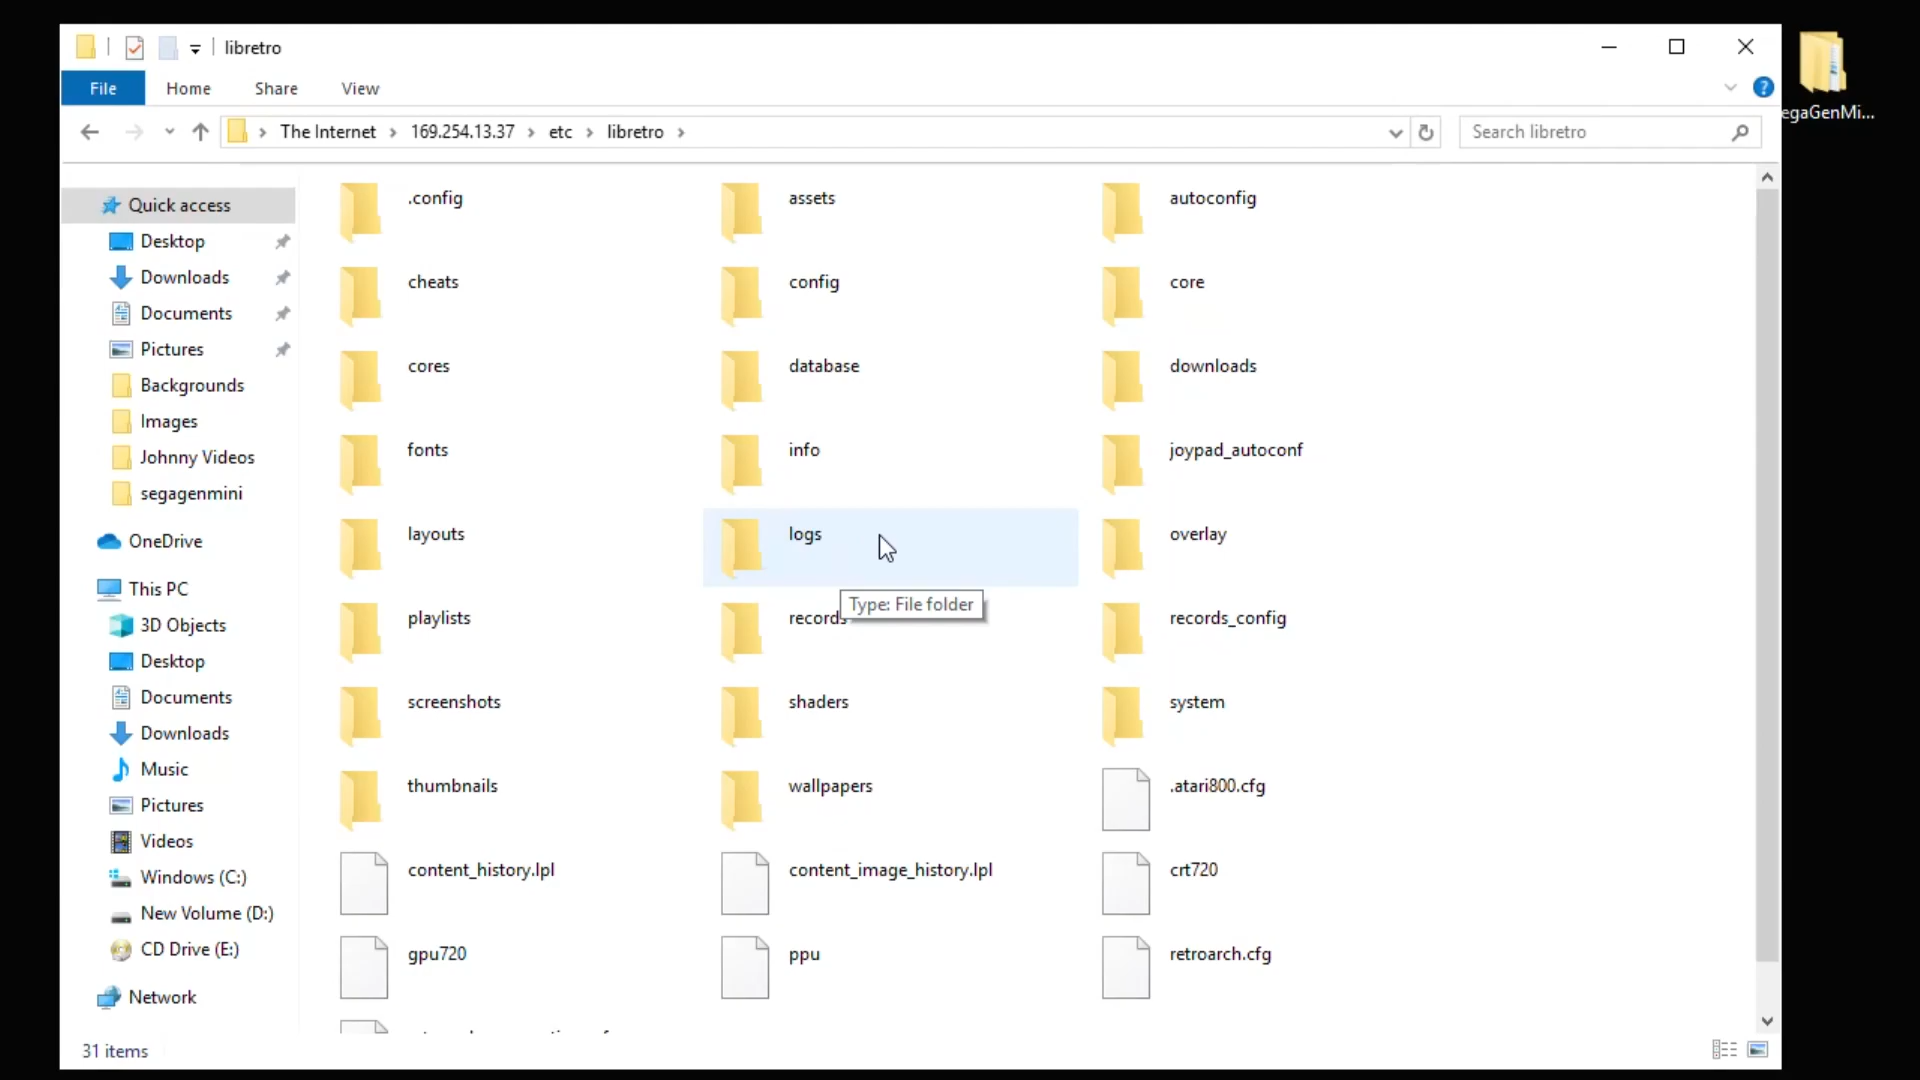 libretro
File Home Share View
The Internet 169.254.13.37 etc libretro
Search libretro
egaGenMi...
Quick access
Desktop
Downloads
Documents
Pictures
Backgrounds
Images
Johnny Videos
segagenmini
OneDrive
This PC
3D Objects
Desktop
Documents
Downloads
Music
Pictures
Videos
Windows (C:)
New Volume (D:)
CD Drive (E:)
Network
.config assets autoconfig
cheats config core
cores database downloads
fonts info joypad_autoconf
layouts logs overlay
Type: File folder
playlists records records_config
screenshots shaders system
thumbnails wallpapers .atari800.cfg
content_history.lpl content_image_history.lpl crt720
gpu720 ppu retroarch.cfg
31 items